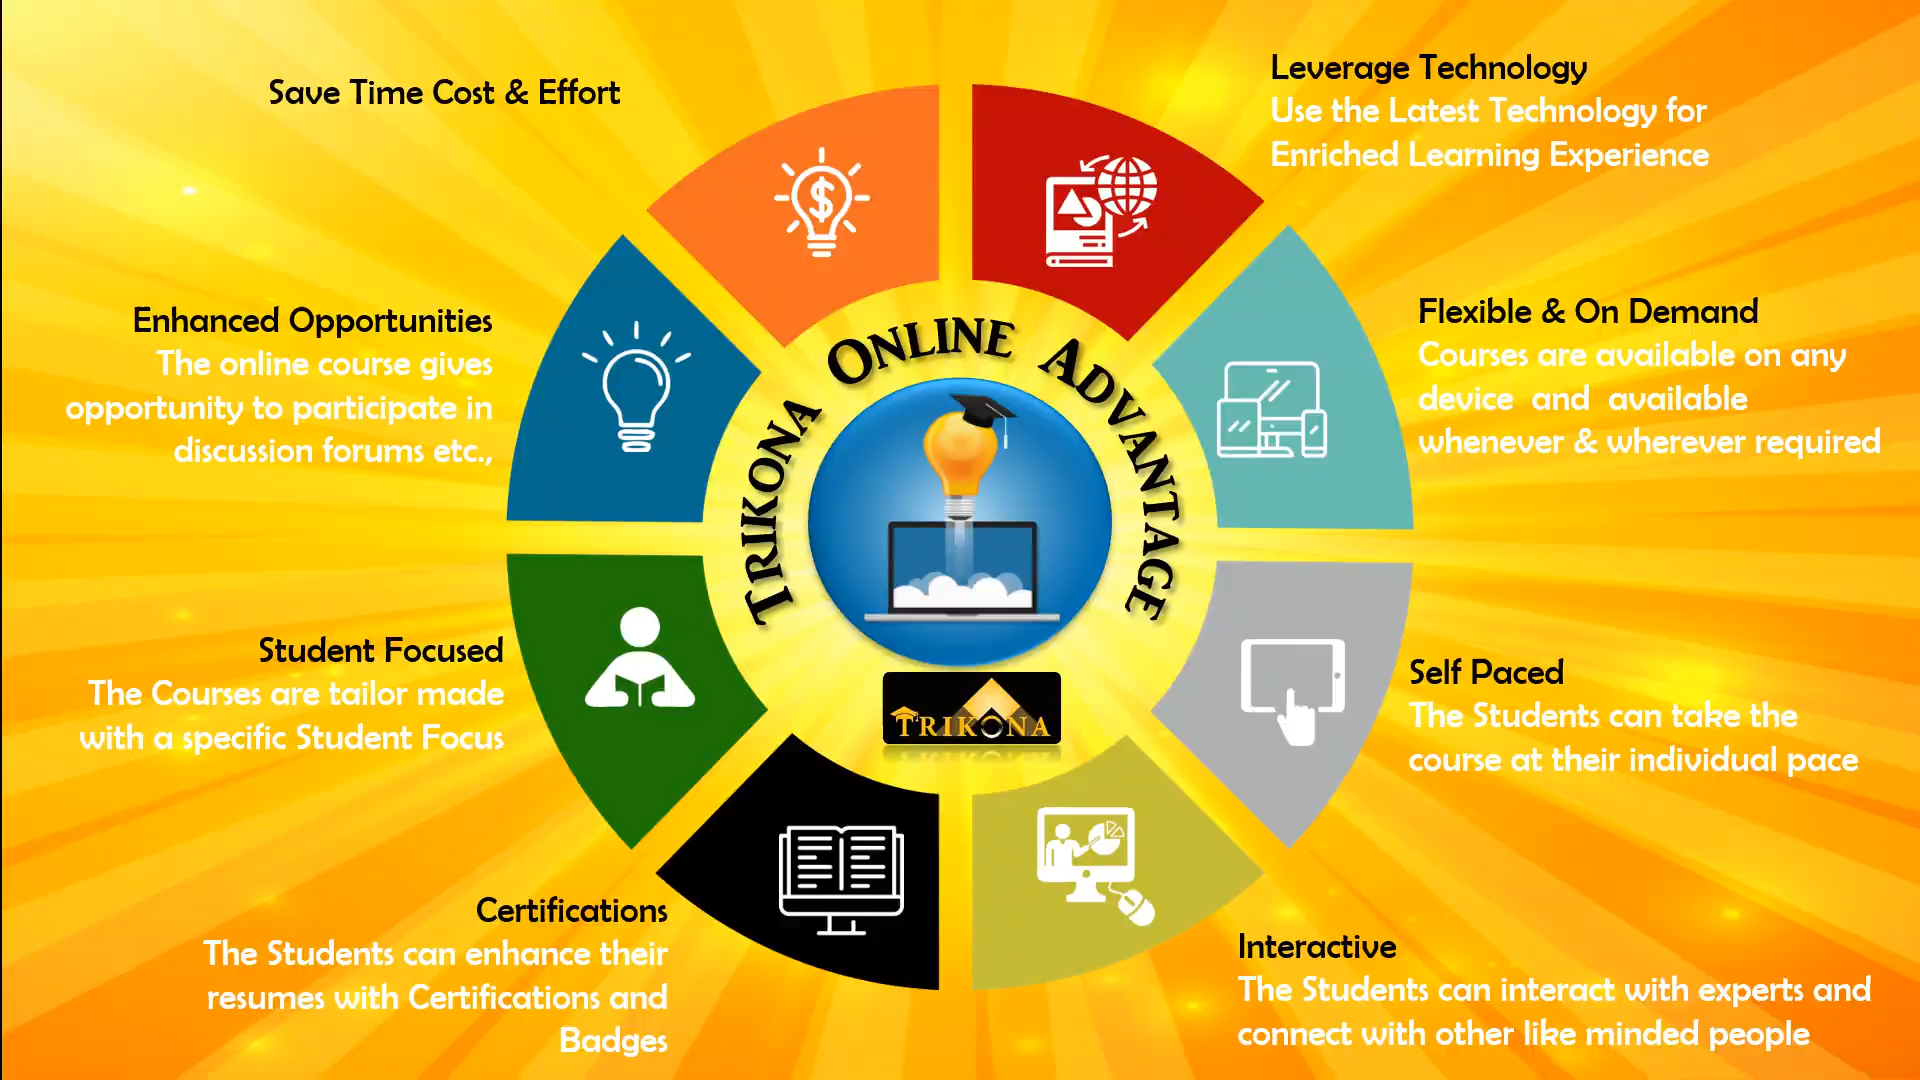 Save Time Cost & Effort
Leverage Technology
Use the Latest Technology for
Enriched Learning Experience
Enhanced Opportunities
The online course gives
opportunity to participate in
discussion forums etc.,
Flexible & On Demand
Courses are available on any
device and available
whenever & wherever required
TRIKONA ONLINE ADVANTAGE
$
TRIKONA
Student Focused
The Courses are tailor made
with a specific Student Focus
Self Paced
The Students can take the
course at their individual pace
Certifications
The Students can enhance their
resumes with Certifications and
Badges
Interactive
The Students can interact with experts and
connect with other like minded people